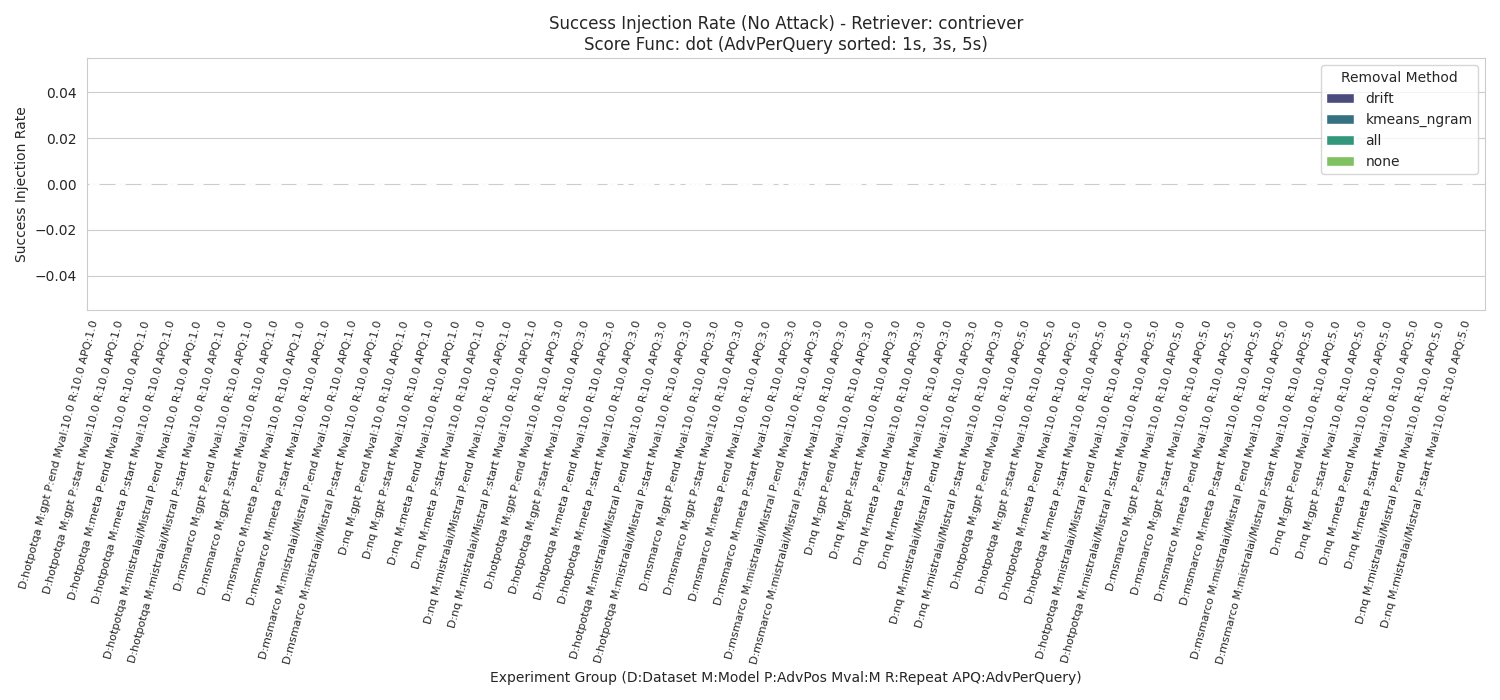 Success Injection Rate (No Attack) - Retriever: contriever
Score Func: dot (AdvPerQuery sorted: 1s, 3s, 5s)
Success Injection Rate
0.04
0.02
0.00
−0.02
−0.04
Removal Method
drift
kmeans_ngram
all
none
D:hotpotqa M:gpt P:end Mval:10.0 R:10.0 APQ:1.0
D:hotpotqa M:gpt P:start Mval:10.0 R:10.0 APQ:1.0
D:hotpotqa M:meta P:end Mval:10.0 R:10.0 APQ:1.0
D:hotpotqa M:meta P:start Mval:10.0 R:10.0 APQ:1.0
D:hotpotqa M:mistralai/Mistral P:end Mval:10.0 R:10.0 APQ:1.0
D:hotpotqa M:mistralai/Mistral P:start Mval:10.0 R:10.0 APQ:1.0
D:msmarco M:gpt P:end Mval:10.0 R:10.0 APQ:1.0
D:msmarco M:gpt P:start Mval:10.0 R:10.0 APQ:1.0
D:msmarco M:meta P:end Mval:10.0 R:10.0 APQ:1.0
D:msmarco M:meta P:start Mval:10.0 R:10.0 APQ:1.0
D:msmarco M:mistralai/Mistral P:end Mval:10.0 R:10.0 APQ:1.0
D:msmarco M:mistralai/Mistral P:start Mval:10.0 R:10.0 APQ:1.0
D:nq M:gpt P:end Mval:10.0 R:10.0 APQ:1.0
D:nq M:gpt P:start Mval:10.0 R:10.0 APQ:1.0
D:nq M:meta P:end Mval:10.0 R:10.0 APQ:1.0
D:nq M:meta P:start Mval:10.0 R:10.0 APQ:1.0
D:nq M:mistralai/Mistral P:end Mval:10.0 R:10.0 APQ:1.0
D:nq M:mistralai/Mistral P:start Mval:10.0 R:10.0 APQ:1.0
D:hotpotqa M:gpt P:end Mval:10.0 R:10.0 APQ:3.0
D:hotpotqa M:gpt P:start Mval:10.0 R:10.0 APQ:3.0
D:hotpotqa M:meta P:end Mval:10.0 R:10.0 APQ:3.0
D:hotpotqa M:meta P:start Mval:10.0 R:10.0 APQ:3.0
D:hotpotqa M:mistralai/Mistral P:end Mval:10.0 R:10.0 APQ:3.0
D:hotpotqa M:mistralai/Mistral P:start Mval:10.0 R:10.0 APQ:3.0
D:msmarco M:gpt P:end Mval:10.0 R:10.0 APQ:3.0
D:msmarco M:gpt P:start Mval:10.0 R:10.0 APQ:3.0
D:msmarco M:meta P:end Mval:10.0 R:10.0 APQ:3.0
D:msmarco M:meta P:start Mval:10.0 R:10.0 APQ:3.0
D:msmarco M:mistralai/Mistral P:end Mval:10.0 R:10.0 APQ:3.0
D:msmarco M:mistralai/Mistral P:start Mval:10.0 R:10.0 APQ:3.0
D:nq M:gpt P:end Mval:10.0 R:10.0 APQ:3.0
D:nq M:gpt P:start Mval:10.0 R:10.0 APQ:3.0
D:nq M:meta P:end Mval:10.0 R:10.0 APQ:3.0
D:nq M:meta P:start Mval:10.0 R:10.0 APQ:3.0
D:nq M:mistralai/Mistral P:end Mval:10.0 R:10.0 APQ:3.0
D:nq M:mistralai/Mistral P:start Mval:10.0 R:10.0 APQ:3.0
D:hotpotqa M:gpt P:end Mval:10.0 R:10.0 APQ:5.0
D:hotpotqa M:gpt P:start Mval:10.0 R:10.0 APQ:5.0
D:hotpotqa M:meta P:end Mval:10.0 R:10.0 APQ:5.0
D:hotpotqa M:meta P:start Mval:10.0 R:10.0 APQ:5.0
D:hotpotqa M:mistralai/Mistral P:end Mval:10.0 R:10.0 APQ:5.0
D:hotpotqa M:mistralai/Mistral P:start Mval:10.0 R:10.0 APQ:5.0
D:msmarco M:gpt P:end Mval:10.0 R:10.0 APQ:5.0
D:msmarco M:gpt P:start Mval:10.0 R:10.0 APQ:5.0
D:msmarco M:meta P:end Mval:10.0 R:10.0 APQ:5.0
D:msmarco M:meta P:start Mval:10.0 R:10.0 APQ:5.0
D:msmarco M:mistralai/Mistral P:end Mval:10.0 R:10.0 APQ:5.0
D:msmarco M:mistralai/Mistral P:start Mval:10.0 R:10.0 APQ:5.0
D:nq M:gpt P:end Mval:10.0 R:10.0 APQ:5.0
D:nq M:gpt P:start Mval:10.0 R:10.0 APQ:5.0
D:nq M:meta P:end Mval:10.0 R:10.0 APQ:5.0
D:nq M:meta P:start Mval:10.0 R:10.0 APQ:5.0
D:nq M:mistralai/Mistral P:end Mval:10.0 R:10.0 APQ:5.0
D:nq M:mistralai/Mistral P:start Mval:10.0 R:10.0 APQ:5.0
Experiment Group (D:Dataset M:Model P:AdvPos Mval:M R:Repeat APQ:AdvPerQuery)